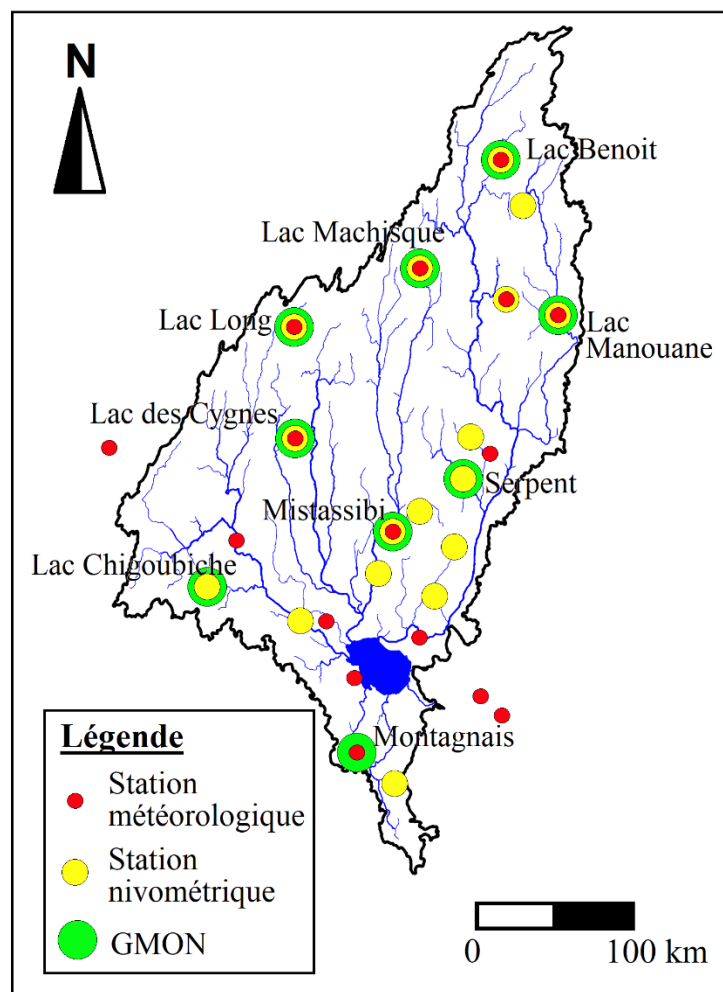 N
Lac Benoit
Lac Machisque
Lac Long
Lac
Manouane
Lac des Cygnes
Serpent
Mistassibi
Lac Chigoubiche
Montagnais
Légende
Station
météorologique
Station
nivométrique
GMON
0 100 km